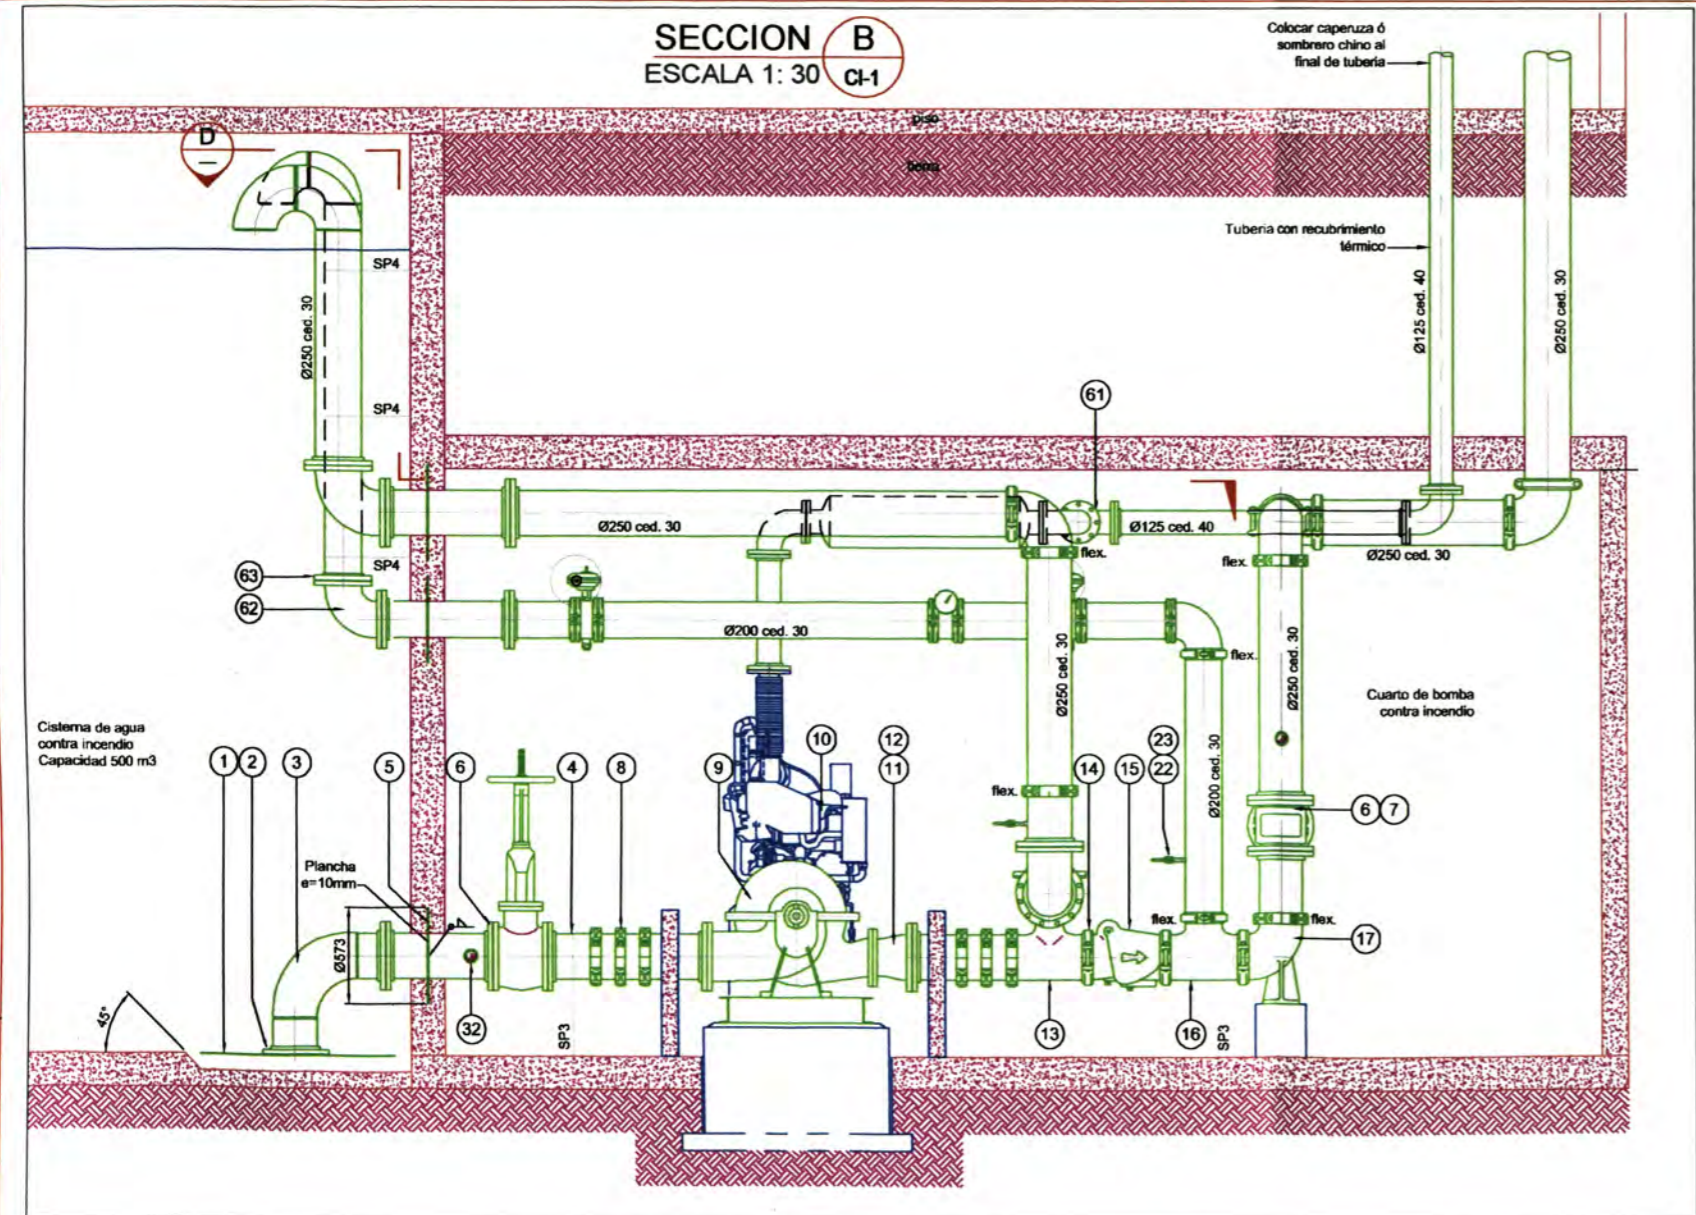 SECCION B
ESCALA 1: 30 CI-1
Colocar caperuza ó
sombrero chino al
final de tuberia
piso
tierra
D
Tuberia con recubrimiento
térmico
SP4
Ø250 ced. 30
SP4
Ø125 ced. 40
Ø250 ced. 30
61
Ø250 ced. 30
Ø125 ced. 40
flex.
flex.
Ø250 ced. 30
SP4
63
62
Ø200 ced. 30
flex.
Ø250 ced. 30
Ø250 ced. 30
Cuarto de bomba
contra incendio
Cisterna de agua
contra incendio
Capacidad 500 m3
1 2 3 5 6 4 8 9 10 12
11
14 15 23
22
Ø200 ced. 30
flex.
6 7
Plancha
e=10mm
Ø573
flex.
flex.
17
45°
32
SP3
13
16
SP3